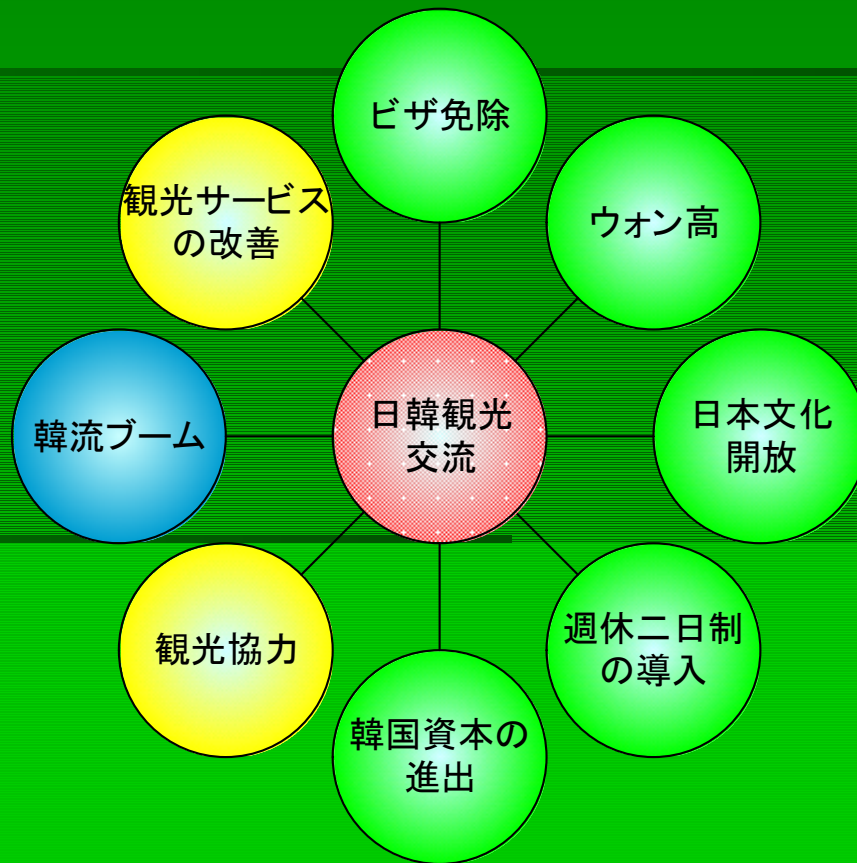 ビザ免除
観光サービス
の改善
ウォン高
韓流ブーム
日韓観光
交流
日本文化
開放
観光協力
週休二日制
の導入
韓国資本の
進出